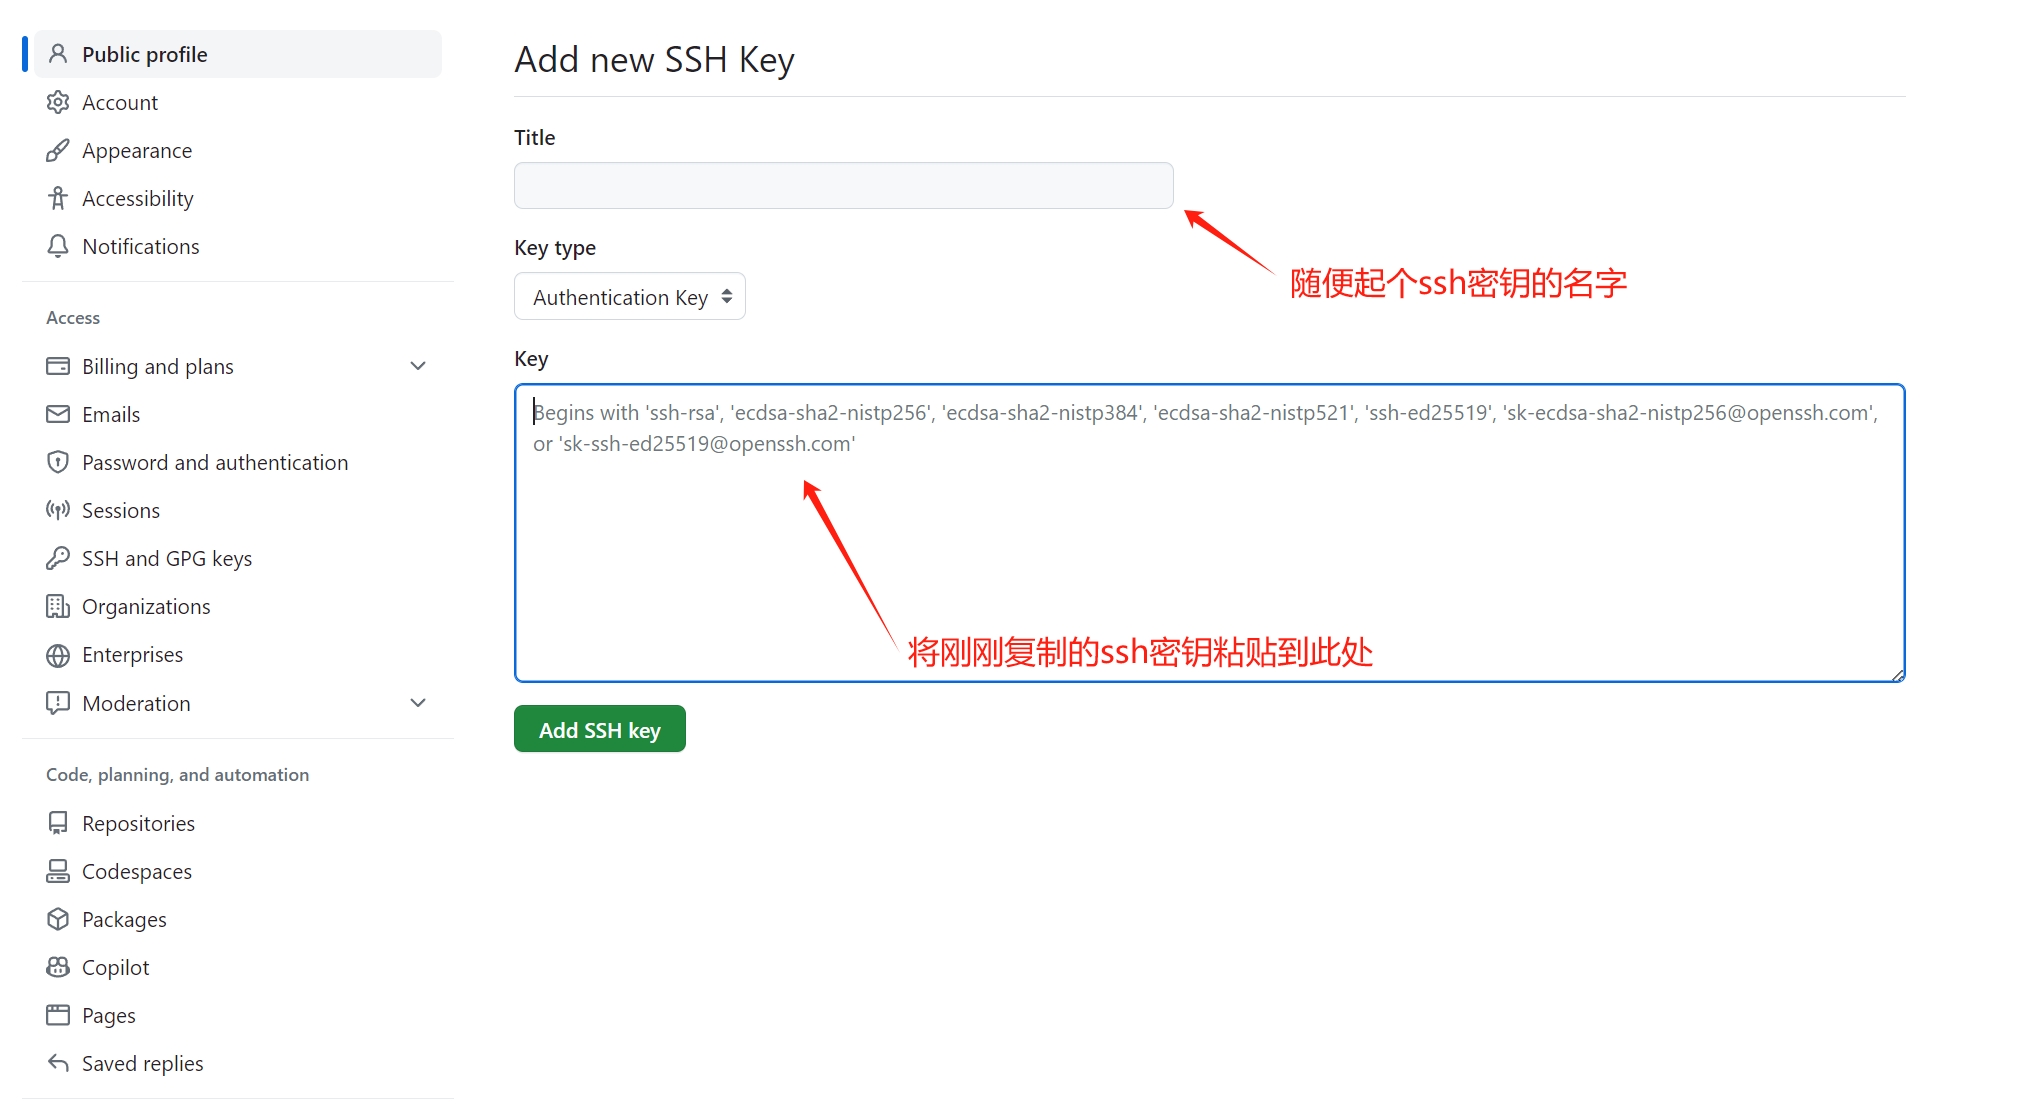 Public profile
Account
Appearance
Accessibility
Notifications
Access
Billing and plans
Emails
Password and authentication
Sessions
SSH and GPG keys
Organizations
Enterprises
Moderation
Code, planning, and automation
Repositories
Codespaces
Packages
Copilot
Pages
Saved replies
Add new SSH Key
Title
随便起个ssh密钥的名字
Key type
Authentication Key
Key
Begins with 'ssh-rsa', 'ecdsa-sha2-nistp256', 'ecdsa-sha2-nistp384', 'ecdsa-sha2-nistp521', 'ssh-ed25519', 'sk-ecdsa-sha2-nistp256@openssh.com',
or 'sk-ssh-ed25519@openssh.com'
将刚刚复制的ssh密钥粘贴到此处
Add SSH key